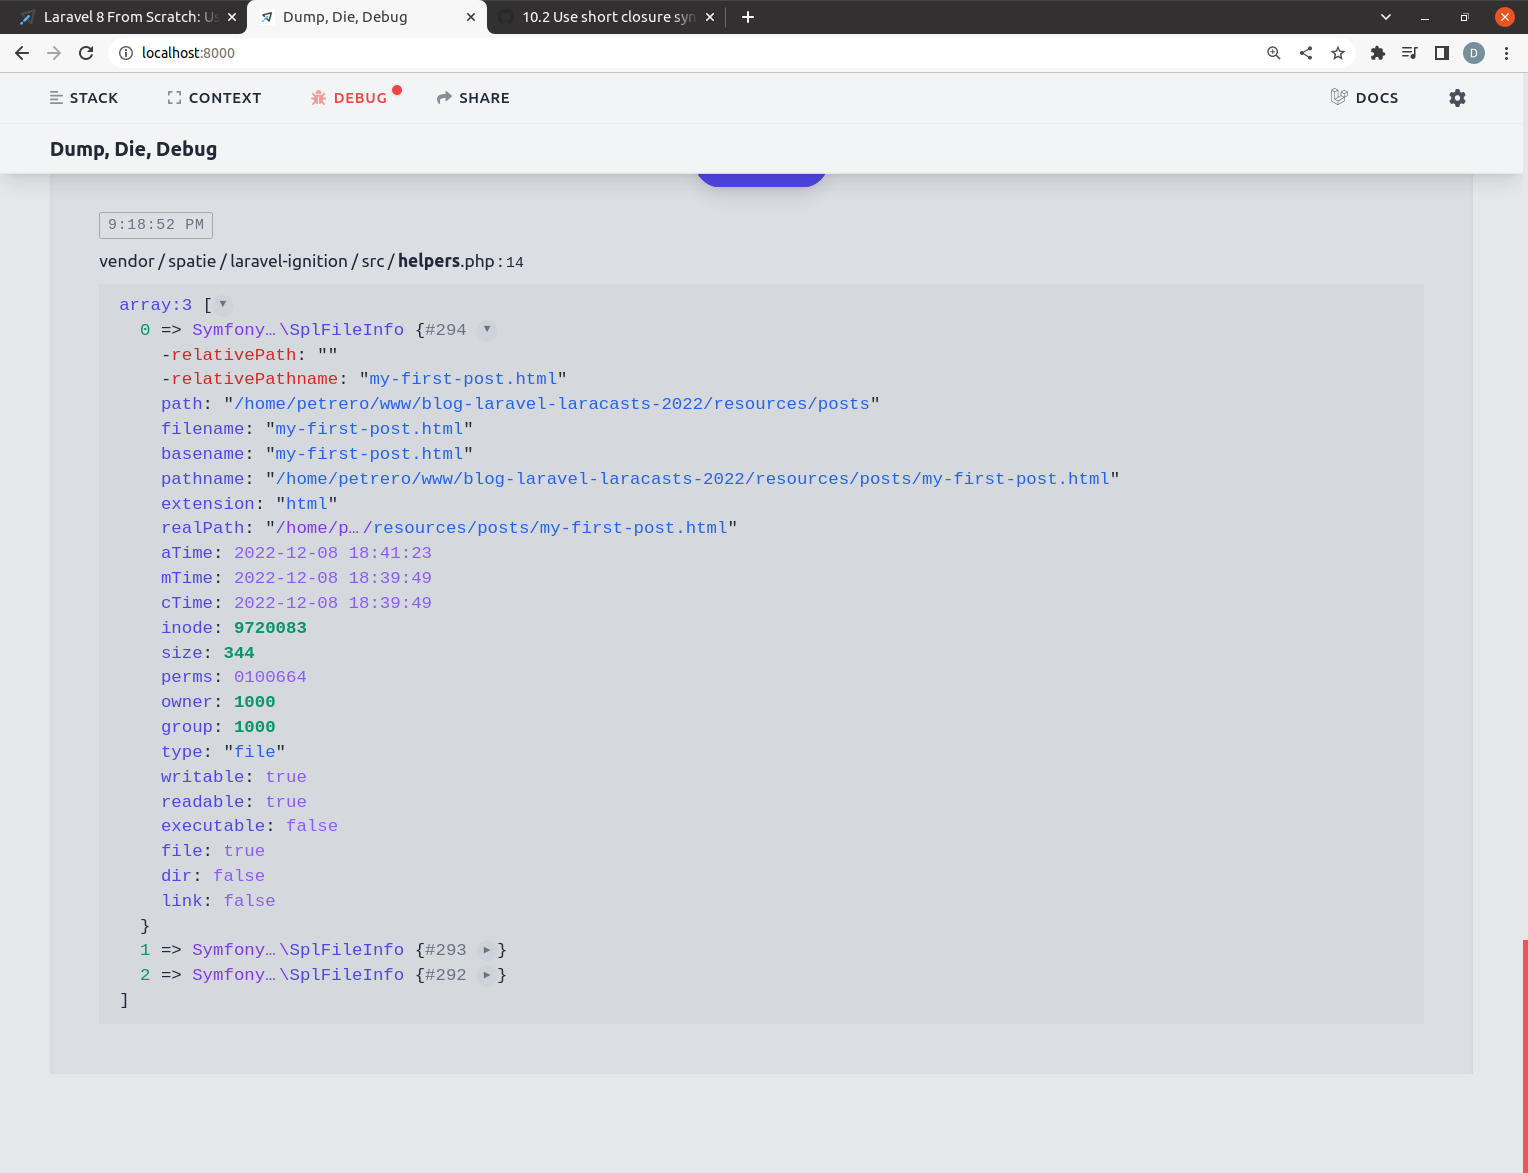 Laravel 8 From Scratch: Us
Dump, Die, Debug
10.2 Use short closure syn
localhost:8000
D
STACK
CONTEXT
DEBUG
SHARE
DOCS
Dump, Die, Debug
9:18:52 PM
vendor / spatie / laravel-ignition / src / helpers.php : 14
array:3 [▼
0 => Symfony…\SplFileInfo {#294 ▼
-relativePath: ""
-relativePathname: "my-first-post.html"
path: "/home/petrero/www/blog-laravel-laracasts-2022/resources/posts"
filename: "my-first-post.html"
basename: "my-first-post.html"
pathname: "/home/petrero/www/blog-laravel-laracasts-2022/resources/posts/my-first-post.html"
extension: "html"
realPath: "/home/p…/resources/posts/my-first-post.html"
aTime: 2022-12-08 18:41:23
mTime: 2022-12-08 18:39:49
cTime: 2022-12-08 18:39:49
inode: 9720083
size: 344
perms: 0100664
owner: 1000
group: 1000
type: "file"
writable: true
readable: true
executable: false
file: true
dir: false
link: false
}
1 => Symfony…\SplFileInfo {#293 ▶}
2 => Symfony…\SplFileInfo {#292 ▶}
]